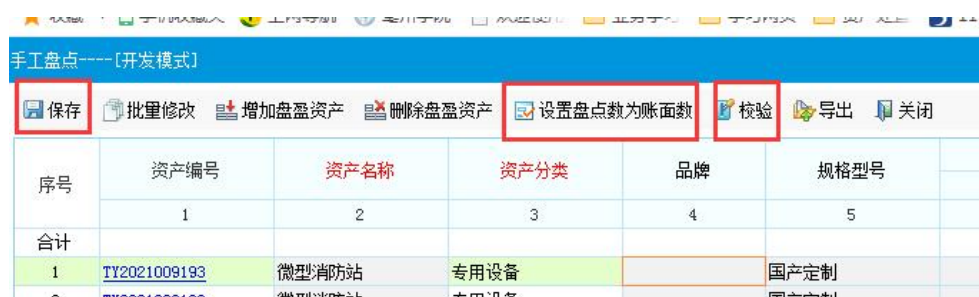 手工盘点----[开发模式]
保存 批量修改 增加盘盈资产 删除盘盈资产 设置盘点数为账面数 校验 导出 关闭
序号 资产编号 资产名称 资产分类 品牌 规格型号
1 2 3 4 5
合计
1 TY2021009193 微型消防站 专用设备 国产定制